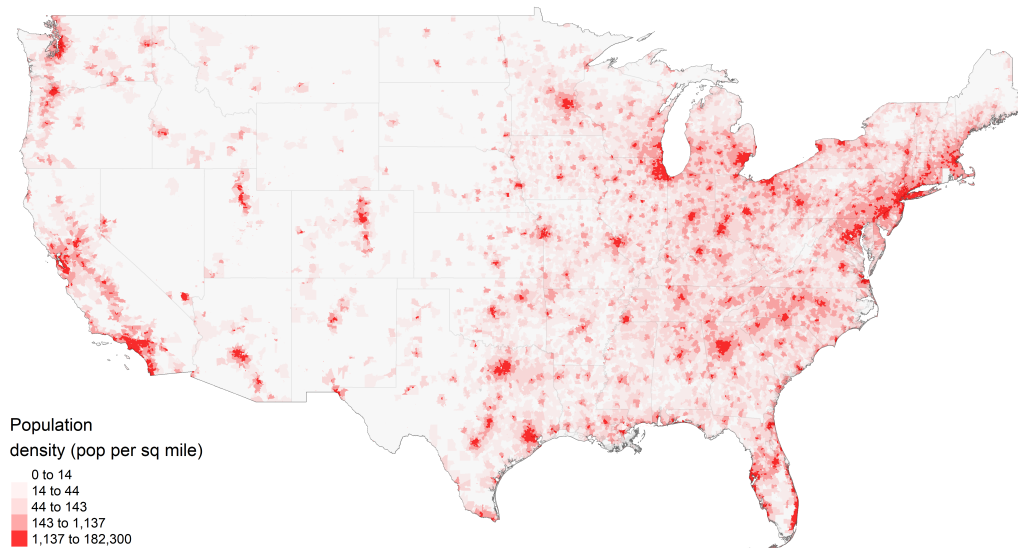 Population
density (pop per sq mile)
0 to 14
14 to 44
44 to 143
143 to 1,137
1,137 to 182,300